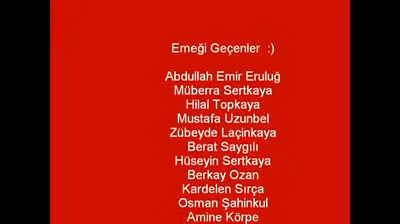 Emeği Geçenler :)
Abdullah Emir Eruluğ
Müberra Sertkaya
Hilal Topkaya
Mustafa Uzunbel
Zübeyde Laçinkaya
Berat Saygılı
Hüseyin Sertkaya
Berkay Ozan
Kardelen Sırça
Osman Şahinkul
Amine Körpe